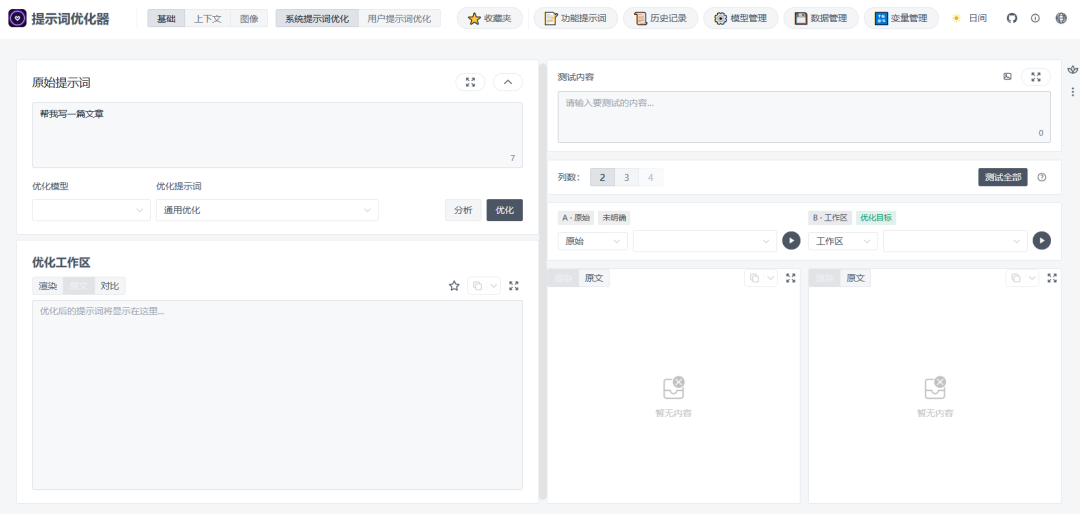 提示词优化器 基础 上下文 图像 系统提示词优化 用户提示词优化 收藏夹 功能提示词 历史记录 模型管理 数据管理 变量管理 日间
原始提示词
帮我写一篇文章
7
优化模型 优化提示词
通用优化 分析 优化
优化工作区
渲染 原文 对比
优化后的提示词将显示在这里...
测试内容
请输入要测试的内容...
0
列数： 2 3 4 测试全部
A · 原始 未明确 B · 工作区 优化目标
原始 工作区
原文 原文
暂无内容 暂无内容